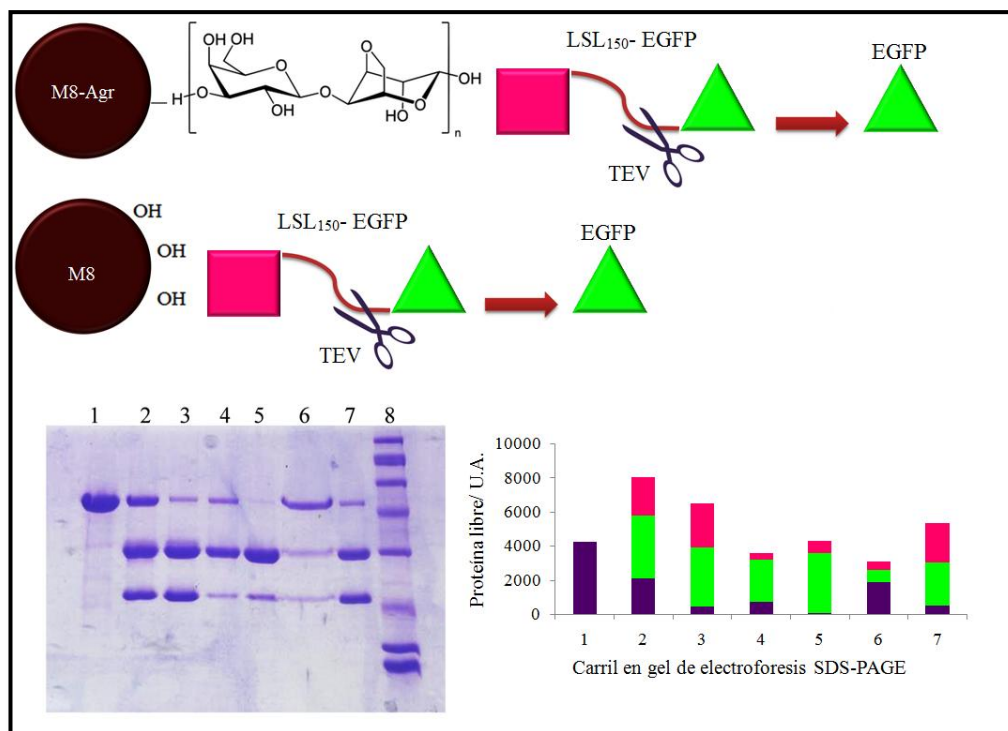 M8-Agr
OH OH
H
O
OH
O
O
O
O
HO
OH
n
LSL₁₅₀- EGFP
TEV
EGFP
M8
OH
OH
OH
LSL₁₅₀- EGFP
TEV
EGFP
1 2 3 4 5 6 7 8
Proteína libre/ U.A.
10000
8000
6000
4000
2000
0
1 2 3 4 5 6 7
Carril en gel de electroforesis SDS-PAGE